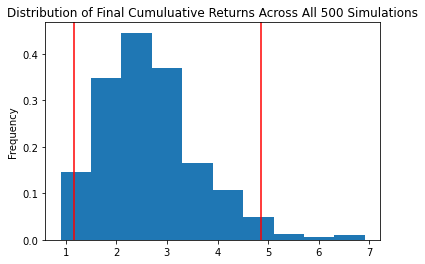 Distribution of Final Cumuluative Returns Across All 500 Simulations
Frequency
0.4
0.3
0.2
0.1
0.0
1 2 3 4 5 6 7